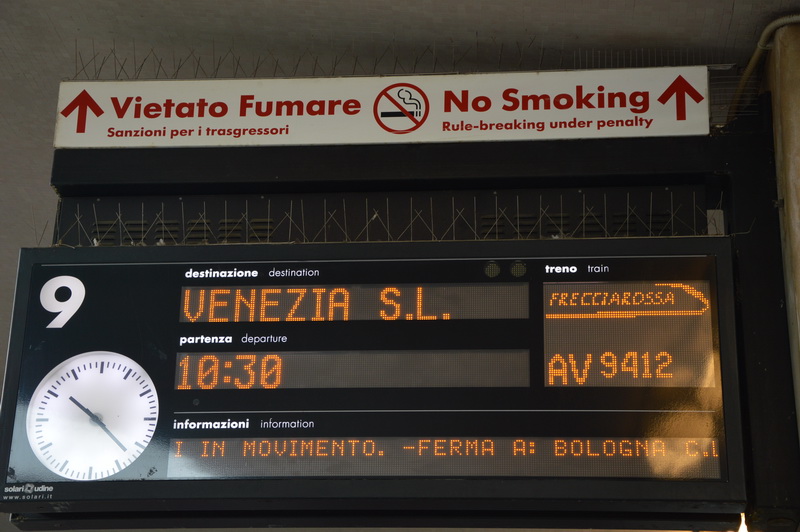 Vietato Fumare
Sanzioni per i trasgressori
No Smoking
Rule-breaking under penalty
9
destinazione destination
VENEZIA S.L.
treno train
FRECCIAROSSA
AV 9412
partenza departure
10:30
informazioni information
I IN MOVIMENTO. -FERMA A: BOLOGNA C.
solari udine
www.solari.it